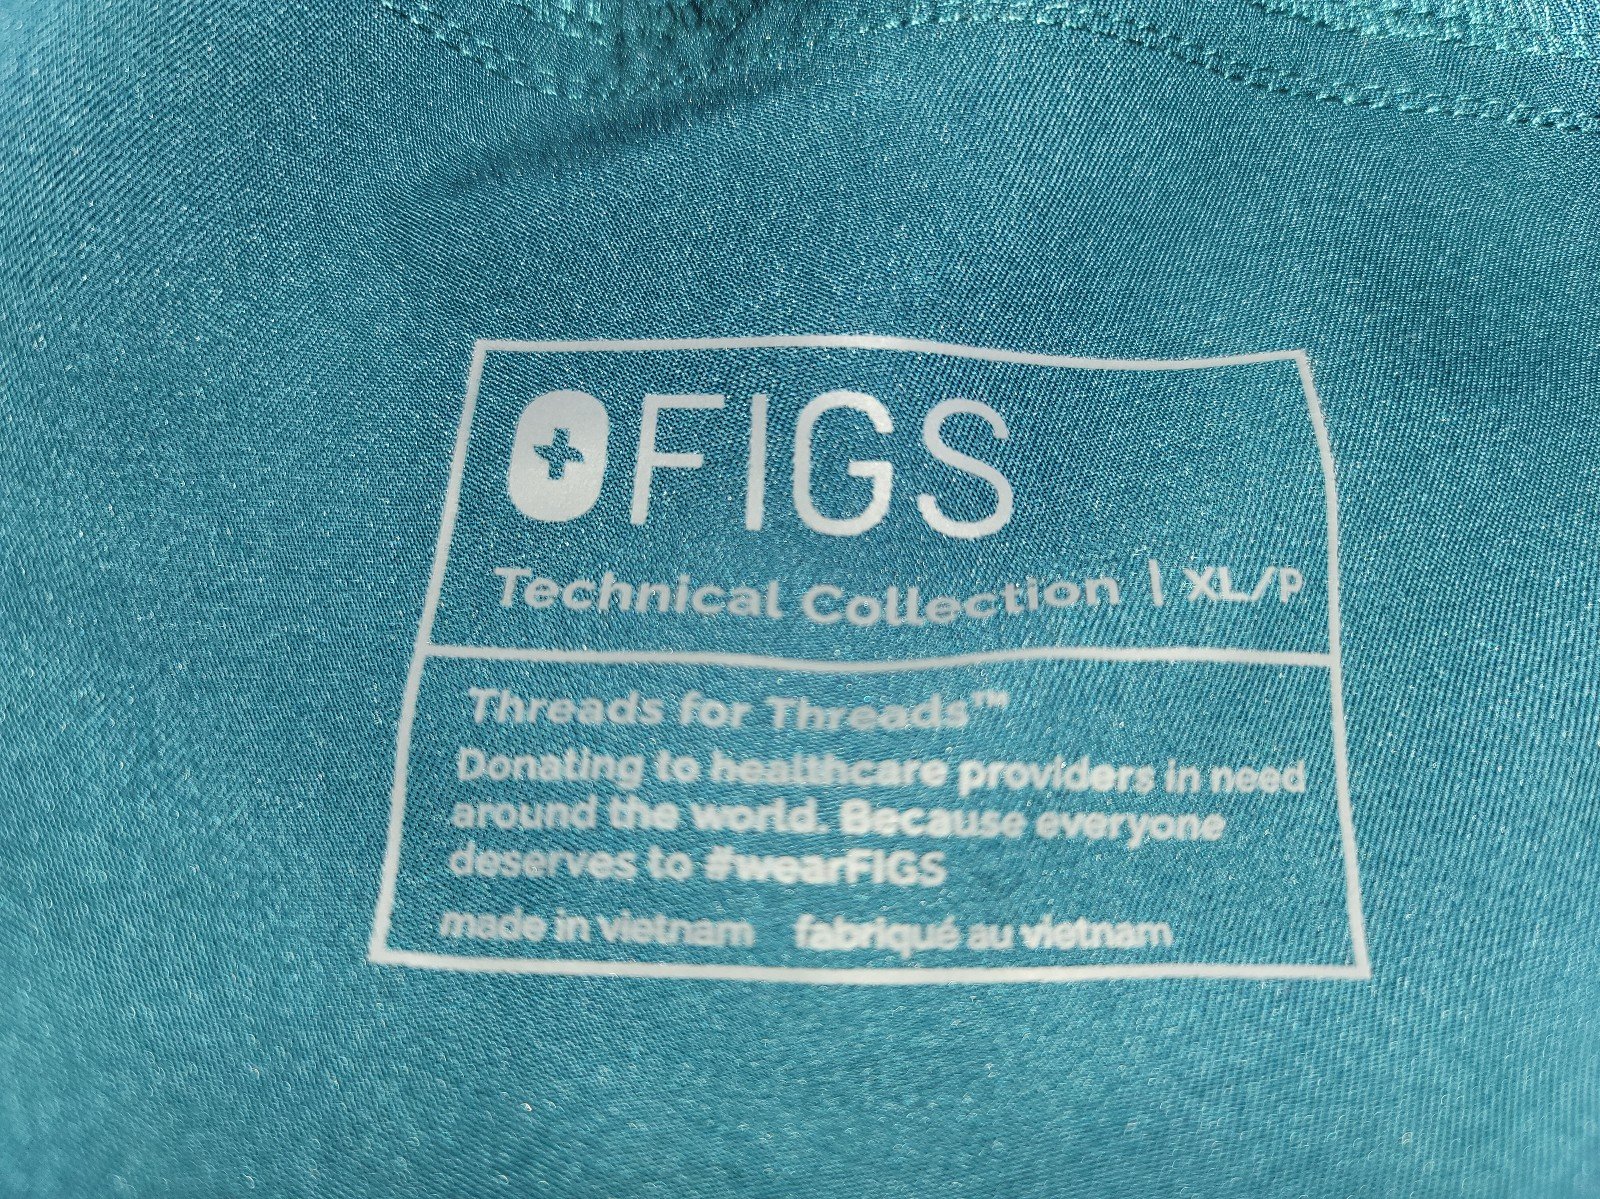 FIGS
Technical Collection | XL/P
Threads for Threads™
Donating to healthcare providers in need
around the world. Because everyone
deserves to #wearFIGS
made in vietnam fabriqué au vietnam